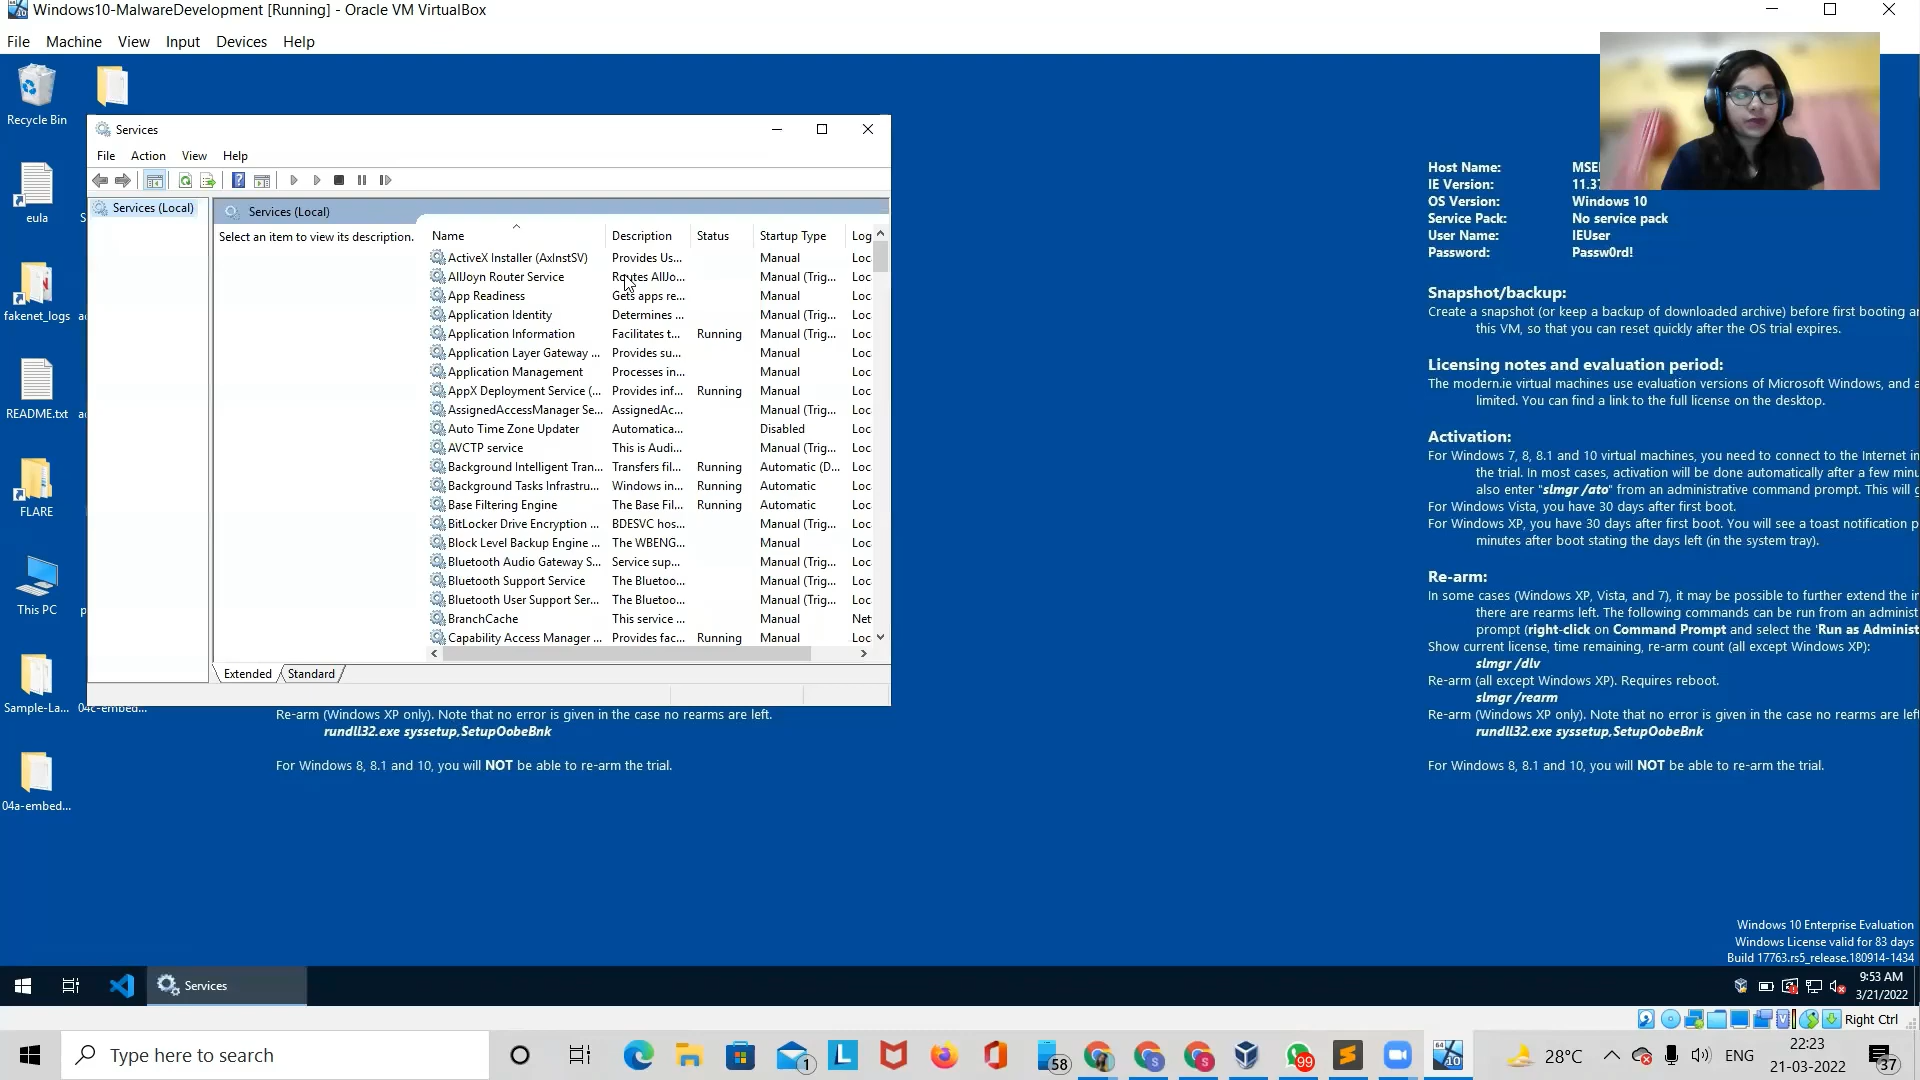 Windows10-MalwareDevelopment [Running] - Oracle VM VirtualBox
File Machine View Input Devices Help
Recycle Bin
eula
fakenet_logs
README.txt
FLARE
This PC
Sample-La...
04c-embed...
04a-embed...
Services
File Action View Help
Services (Local)
Services (Local)
Select an item to view its description.
Name Description Status Startup Type Log
ActiveX Installer (AxInstSV) Provides Us... Manual Loc
AllJoyn Router Service Routes AllJo... Manual (Trig... Loc
App Readiness Gets apps re... Manual Loc
Application Identity Determines ... Manual (Trig... Loc
Application Information Facilitates t... Running Manual (Trig... Loc
Application Layer Gateway ... Provides su... Manual Loc
Application Management Processes in... Manual Loc
AppX Deployment Service (... Provides inf... Running Manual Loc
AssignedAccessManager Se... AssignedAc... Manual (Trig... Loc
Auto Time Zone Updater Automatica... Disabled Loc
AVCTP service This is Audi... Manual (Trig... Loc
Background Intelligent Tran... Transfers fil... Running Automatic (D... Loc
Background Tasks Infrastru... Windows in... Running Automatic Loc
Base Filtering Engine The Base Fil... Running Automatic Loc
BitLocker Drive Encryption ... BDESVC hos... Manual (Trig... Loc
Block Level Backup Engine ... The WBENG... Manual Loc
Bluetooth Audio Gateway S... Service sup... Manual (Trig... Loc
Bluetooth Support Service The Bluetoo... Manual (Trig... Loc
Bluetooth User Support Ser... The Bluetoo... Manual (Trig... Loc
BranchCache This service ... Manual Net
Capability Access Manager ... Provides fac... Running Manual Loc
Extended Standard
Re-arm (Windows XP only). Note that no error is given in the case no rearms are left.
rundll32.exe syssetup,SetupOobeBnk
For Windows 8, 8.1 and 10, you will NOT be able to re-arm the trial.
Host Name: MSE
IE Version: 11.3
OS Version: Windows 10
Service Pack: No service pack
User Name: IEUser
Password: Passw0rd!
Snapshot/backup:
Create a snapshot (or keep a backup of downloaded archive) before first booting a
this VM, so that you can reset quickly after the OS trial expires.
Licensing notes and evaluation period:
The modern.ie virtual machines use evaluation versions of Microsoft Windows, and a
limited. You can find a link to the full license on the desktop.
Activation:
For Windows 7, 8, 8.1 and 10 virtual machines, you need to connect to the Internet in
the trial. In most cases, activation will be done automatically after a few minu
also enter "slmgr /ato" from an administrative command prompt. This will g
For Windows Vista, you have 30 days after first boot.
For Windows XP, you have 30 days after first boot. You will see a toast notification p
minutes after boot stating the days left (in the system tray).
Re-arm:
In some cases (Windows XP, Vista, and 7), it may be possible to further extend the in
there are rearms left. The following commands can be run from an administ
prompt (right-click on Command Prompt and select the 'Run as Administ
Show current license, time remaining, re-arm count (all except Windows XP):
slmgr /dlv
Re-arm (all except Windows XP). Requires reboot.
slmgr /rearm
Re-arm (Windows XP only). Note that no error is given in the case no rearms are left
rundll32.exe syssetup,SetupOobeBnk
For Windows 8, 8.1 and 10, you will NOT be able to re-arm the trial.
Windows 10 Enterprise Evaluation
Windows License valid for 83 days
Build 17763.rs5_release.180914-1434
Services
9:53 AM
3/21/2022
Right Ctrl
Type here to search
1
L
58
S
S
99
64
10
28°C
ENG
22:23
21-03-2022
37